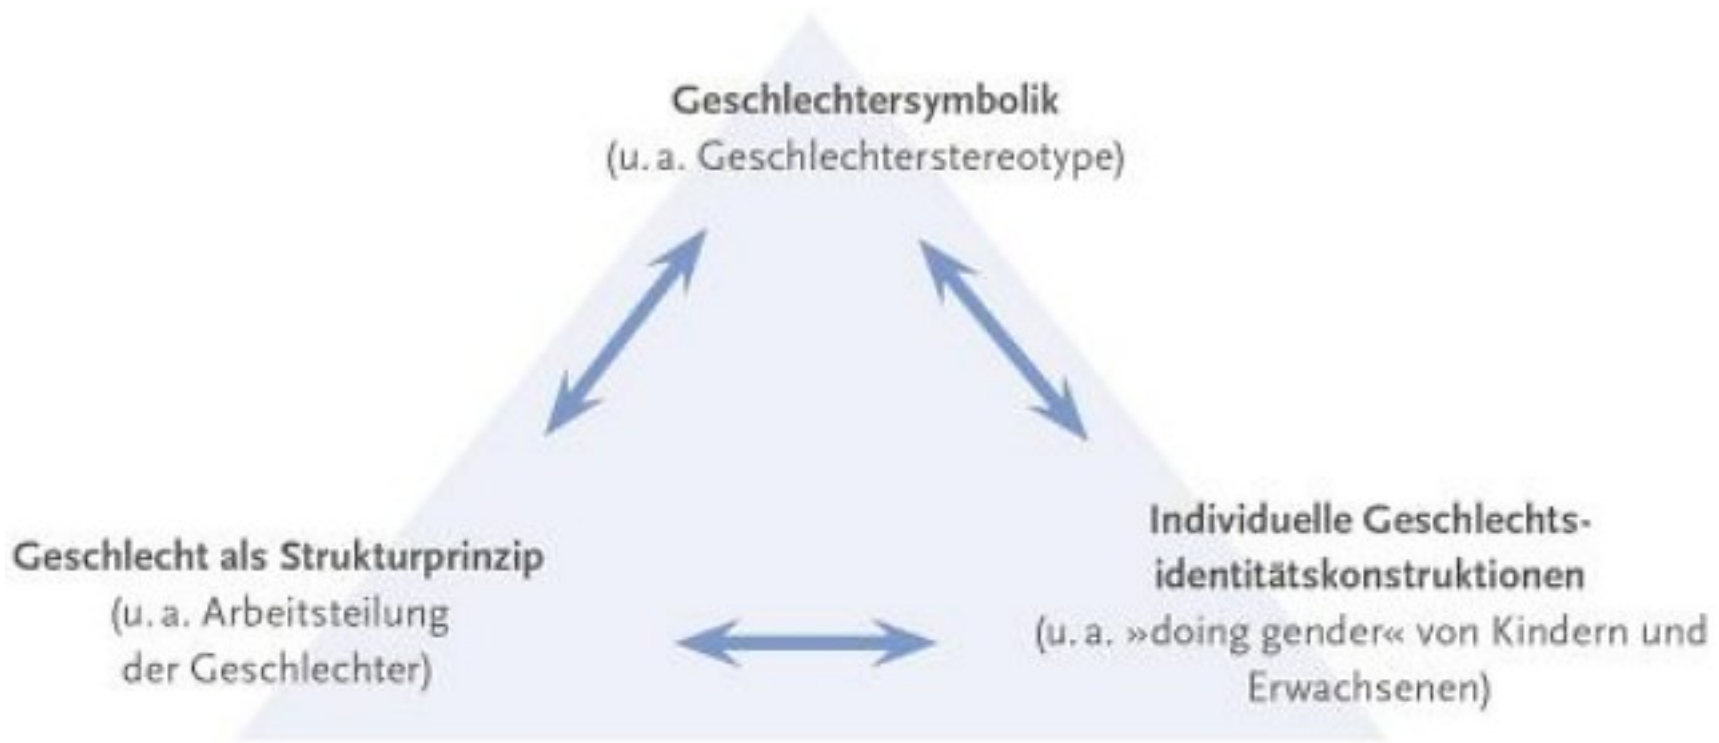 Geschlechtersymbolik
(u. a. Geschlechterstereotype)
Geschlecht als Strukturprinzip
(u. a. Arbeitsteilung
der Geschlechter)
Individuelle Geschlechts-
identitätskonstruktionen
(u. a. »doing gender« von Kindern und
Erwachsenen)